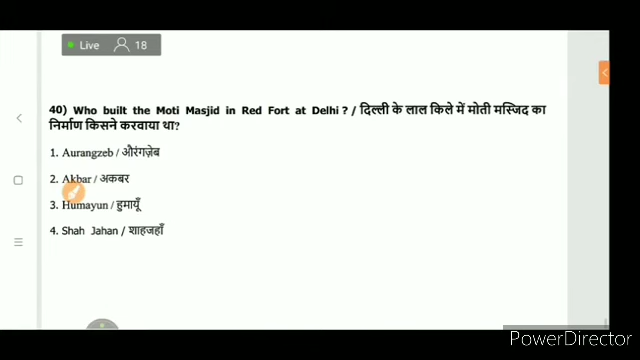 Live 18
40) Who built the Moti Masjid in Red Fort at Delhi ? / दिल्ली के लाल किले में मोती मस्जिद का
निर्माण किसने करवाया था?
1. Aurangzeb / औरंगज़ेब
2. Akbar / अकबर
3. Humayun / हुमायूँ
4. Shah Jahan / शाहजहाँ
PowerDirector